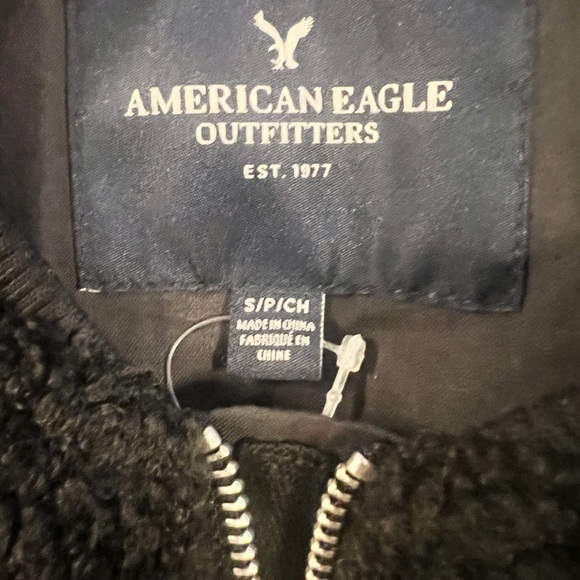 AMERICAN EAGLE
OUTFITTERS
EST. 1977
S/P/CH
MADE IN CHINA
FABRIQUÉ EN
CHINE